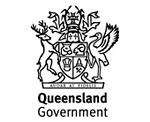 AUDAX AT FIDELIS
Queensland
Government